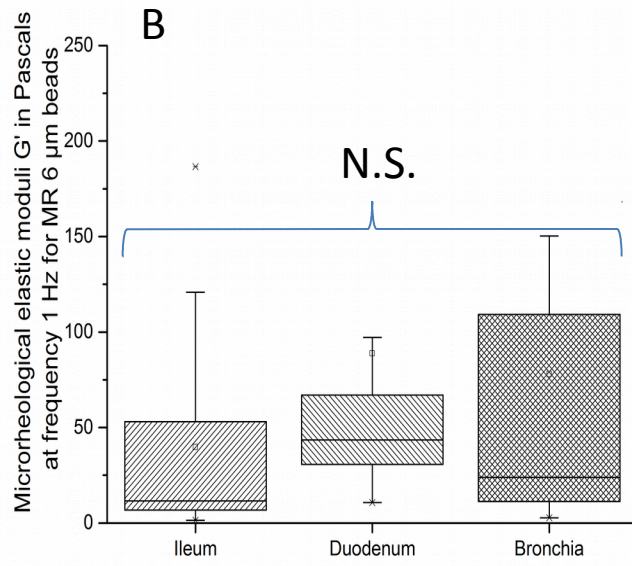 B
Microrheological elastic moduli G' in Pascals
at frequency 1 Hz for MR 6 μm beads
250
200
150
100
50
0
N.S.
Ileum Duodenum Bronchia